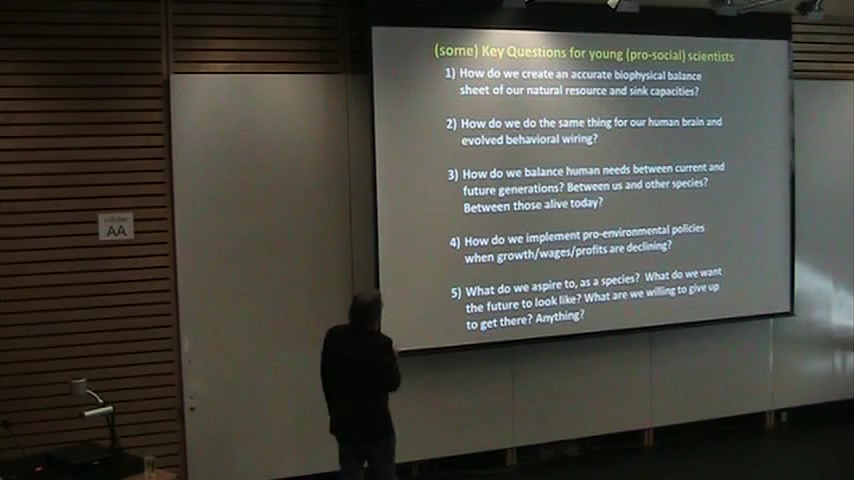 (some) Key Questions for young (pro-social) scientists
1) How do we create an accurate biophysical balance
sheet of our natural resource and sink capacities?
2) How do we do the same thing for our human brain and
evolved behavioral wiring?
3) How do we balance human needs between current and
future generations? Between us and other species?
Between those alive today?
4) How do we implement pro-environmental policies
when growth/wages/profits are declining?
5) What do we aspire to, as a species? What do we want
the future to look like? What are we willing to give up
to get there? Anything?
AA